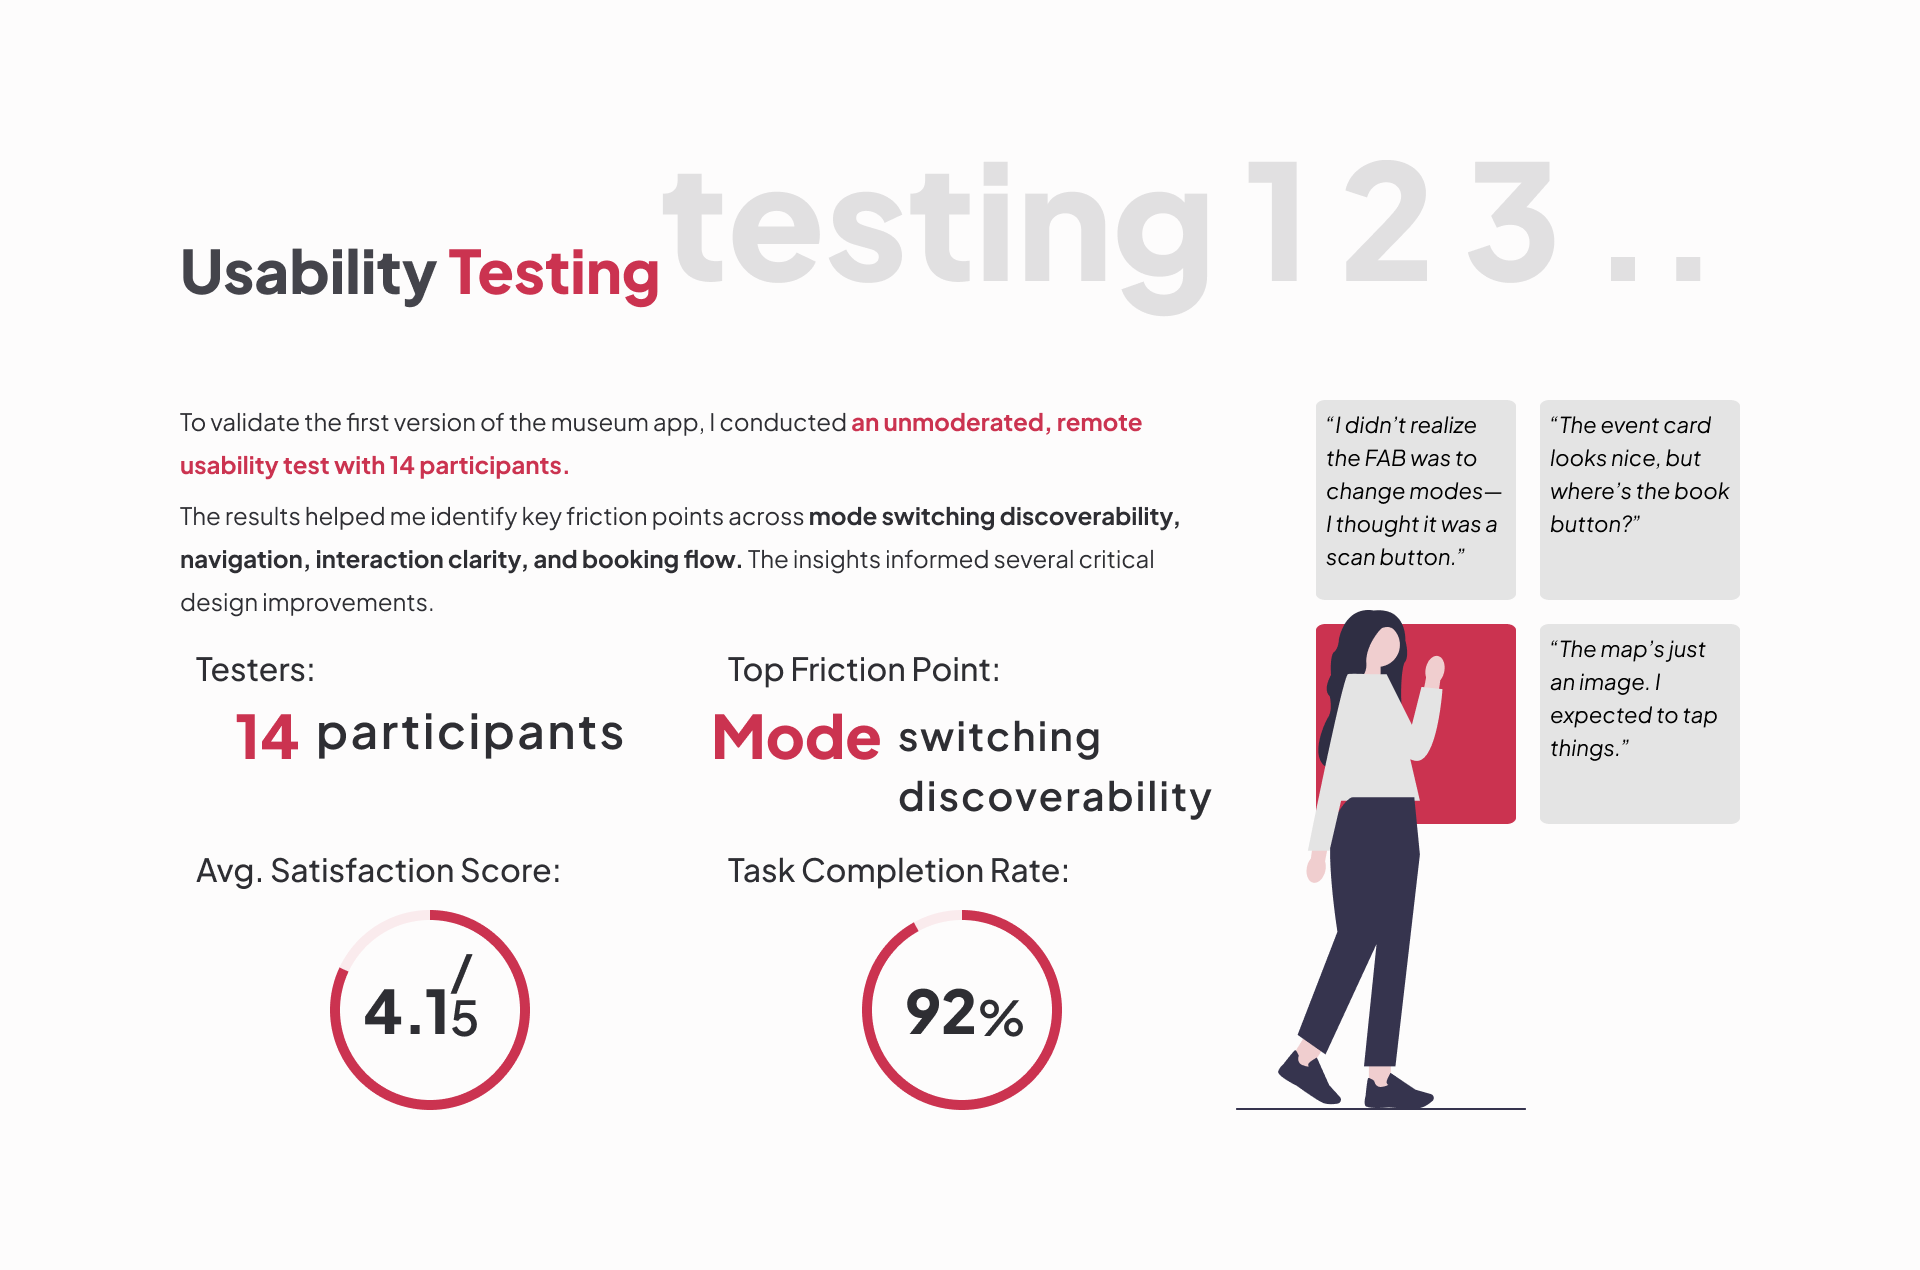 testing 1 2 3 . .
Usability Testing
To validate the first version of the museum app, I conducted an unmoderated, remote
usability test with 14 participants.
The results helped me identify key friction points across mode switching discoverability,
navigation, interaction clarity, and booking flow. The insights informed several critical
design improvements.
Testers:
14 participants
Top Friction Point:
Mode switching
discoverability
Avg. Satisfaction Score:
4.1/5
Task Completion Rate:
92%
“I didn’t realize
the FAB was to
change modes—
I thought it was a
scan button.”
“The event card
looks nice, but
where’s the book
button?”
“The map’s just
an image. I
expected to tap
things.”